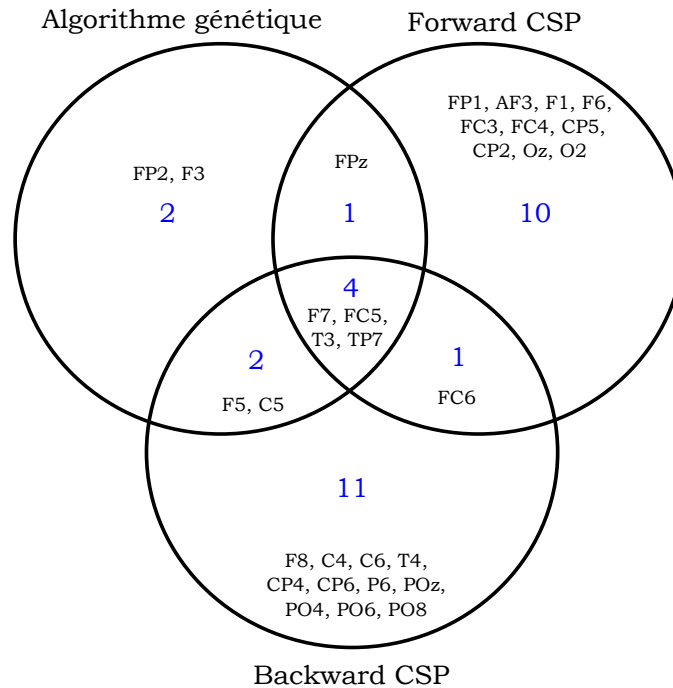 Algorithme génétique
Forward CSP
FP1, AF3, F1, F6,
FC3, FC4, CP5,
CP2, Oz, O2
10
FP2, F3
2
FPz
1
4
F7, FC5,
T3, TP7
2
F5, C5
1
FC6
11
F8, C4, C6, T4,
CP4, CP6, P6, POz,
PO4, PO6, PO8
Backward CSP